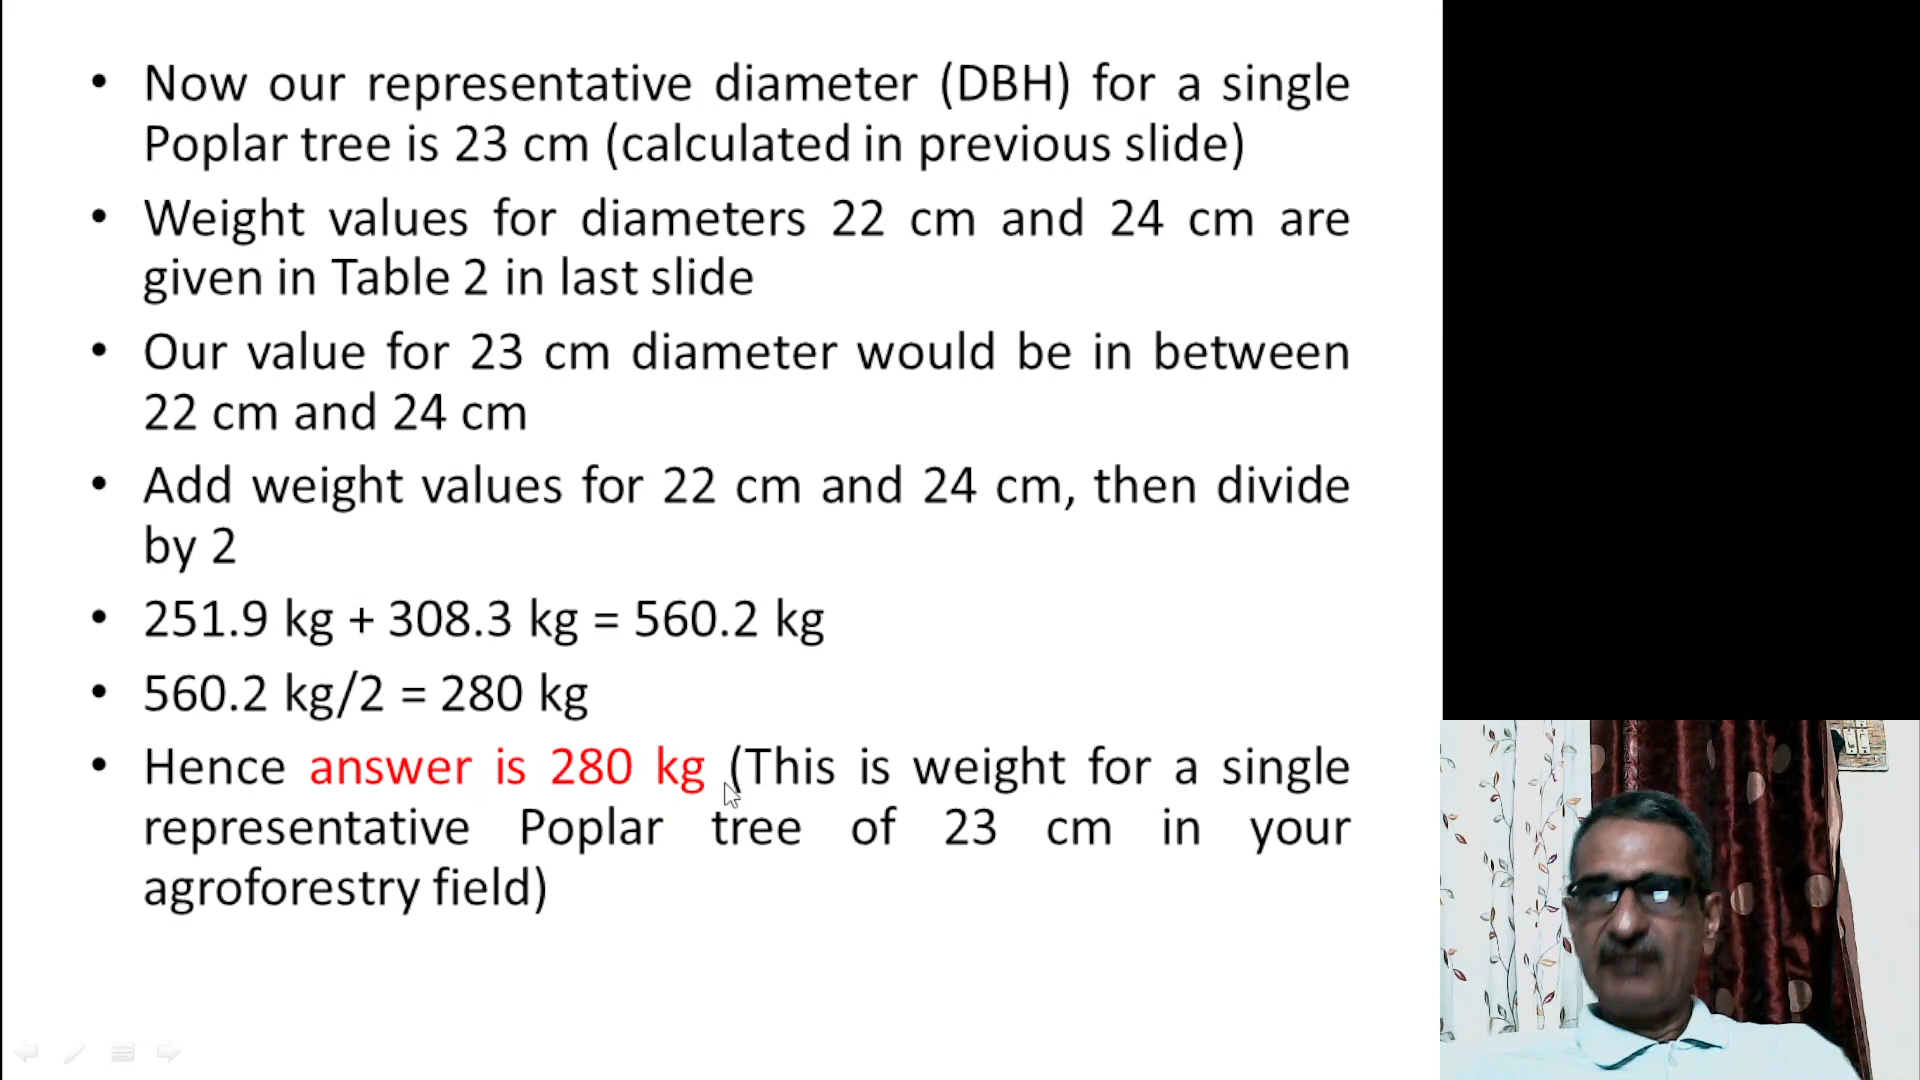 • Now our representative diameter (DBH) for a single
Poplar tree is 23 cm (calculated in previous slide)
• Weight values for diameters 22 cm and 24 cm are
given in Table 2 in last slide
• Our value for 23 cm diameter would be in between
22 cm and 24 cm
• Add weight values for 22 cm and 24 cm, then divide
by 2
• 251.9 kg + 308.3 kg = 560.2 kg
• 560.2 kg/2 = 280 kg
• Hence answer is 280 kg (This is weight for a single
representative Poplar tree of 23 cm in your
agroforestry field)